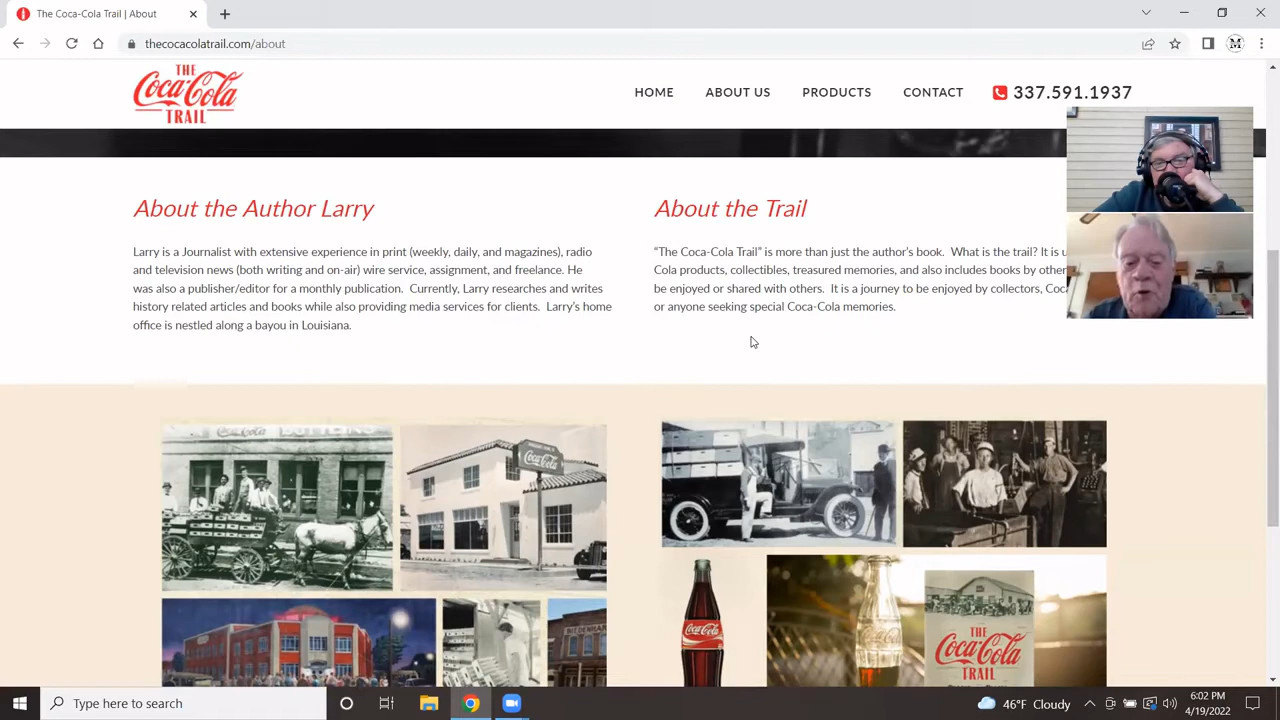 The Coca-Cola Trail | About
thecocacolatrail.com/about
M
THE
Coca-Cola
TRAIL
HOME
ABOUT US
PRODUCTS
CONTACT
337.591.1937
About the Author Larry
Larry is a Journalist with extensive experience in print (weekly, daily, and magazines), radio
and television news (both writing and on-air) wire service, assignment, and freelance. He
was also a publisher/editor for a monthly publication. Currently, Larry researches and writes
history related articles and books while also providing media services for clients. Larry's home
office is nestled along a bayou in Louisiana.
About the Trail
“The Coca-Cola Trail” is more than just the author's book. What is the trail? It is u
Cola products, collectibles, treasured memories, and also includes books by other
be enjoyed or shared with others. It is a journey to be enjoyed by collectors, Coc
or anyone seeking special Coca-Cola memories.
Coca-Cola
Coca-Cola
BIEDENHARN
Coca-Cola
THE
Coca-Cola
TRAIL
Type here to search
46°F Cloudy
6:02 PM
4/19/2022